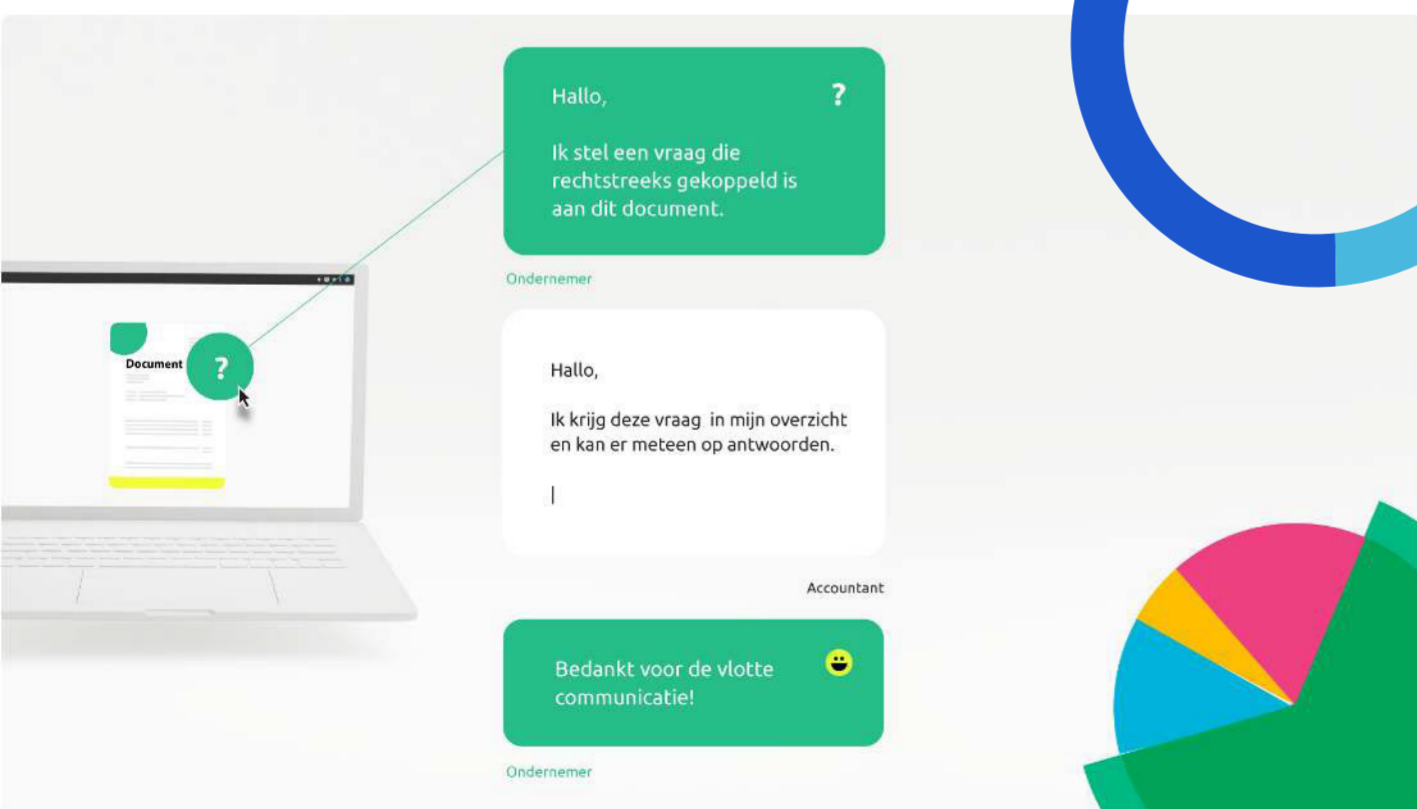 Hallo,
?
Ik stel een vraag die
rechtstreeks gekoppeld is
aan dit document.
Ondernemer
Document
?
Hallo,
Ik krijg deze vraag in mijn overzicht
en kan er meteen op antwoorden.
Accountant
Bedankt voor de vlotte
communicatie!
Ondernemer